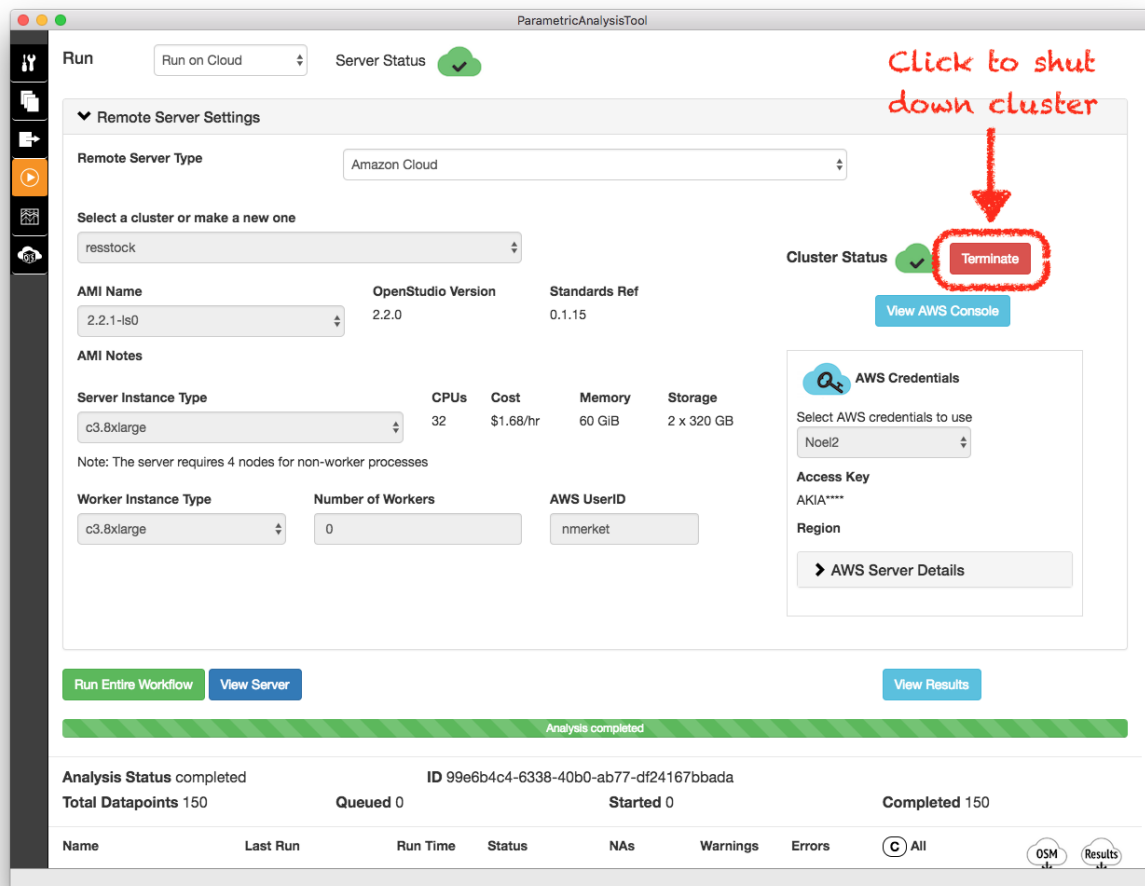 ParametricAnalysisTool
Run
Run on Cloud
Server Status
Click to shut
down cluster
Remote Server Settings
Remote Server Type
Amazon Cloud
Select a cluster or make a new one
resstock
Cluster Status
Terminate
AMI Name
OpenStudio Version
Standards Ref
2.2.1-ls0
2.2.0
0.1.15
View AWS Console
AMI Notes
AWS Credentials
Server Instance Type
CPUs
Cost
Memory
Storage
c3.8xlarge
32
$1.68/hr
60 GiB
2 x 320 GB
Select AWS credentials to use
Noel2
Note: The server requires 4 nodes for non-worker processes
Access Key
AKIA****
Worker Instance Type
Number of Workers
AWS UserID
c3.8xlarge
0
nmerket
Region
AWS Server Details
Run Entire Workflow
View Server
View Results
Analysis completed
Analysis Status completed
ID 99e6b4c4-6338-40b0-ab77-df24167bbada
Total Datapoints 150
Queued 0
Started 0
Completed 150
Name
Last Run
Run Time
Status
NAs
Warnings
Errors
C All
OSM
Results